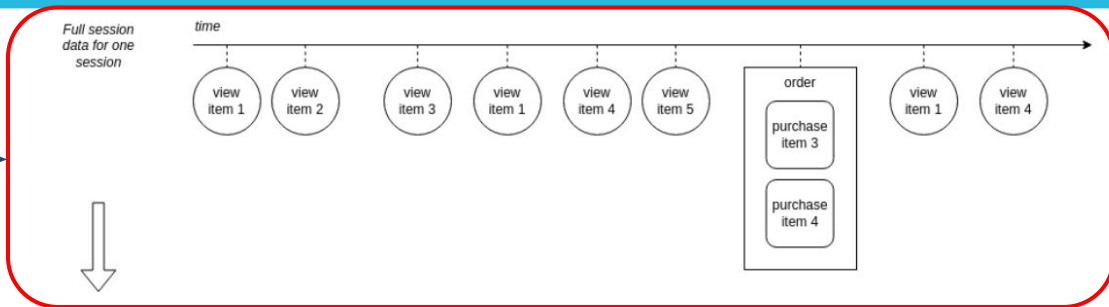 Full session
data for one
session
time
view
item 1
view
item 2
view
item 3
view
item 1
view
item 4
view
item 5
order
purchase
item 3
purchase
item 4
view
item 1
view
item 4